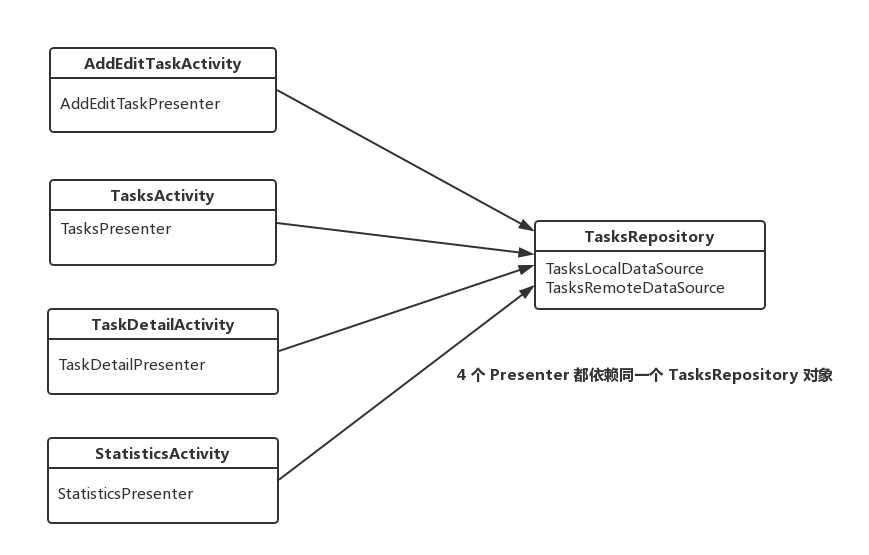 AddEditTaskActivity
AddEditTaskPresenter
TasksActivity
TasksPresenter
TaskDetailActivity
TaskDetailPresenter
StatisticsActivity
StatisticsPresenter
TasksRepository
TasksLocalDataSource
TasksRemoteDataSource
4 个 Presenter 都依赖同一个 TasksRepository 对象